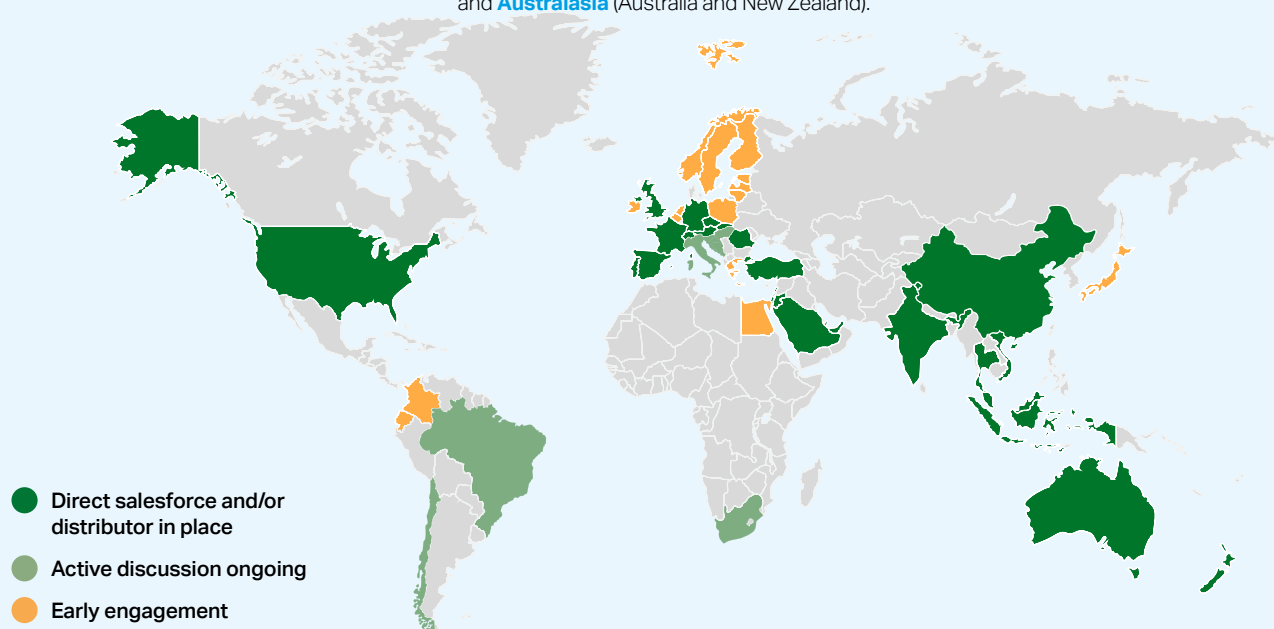 and Australasia (Australia and New Zealand).
Direct salesforce and/or
distributor in place
Active discussion ongoing
Early engagement